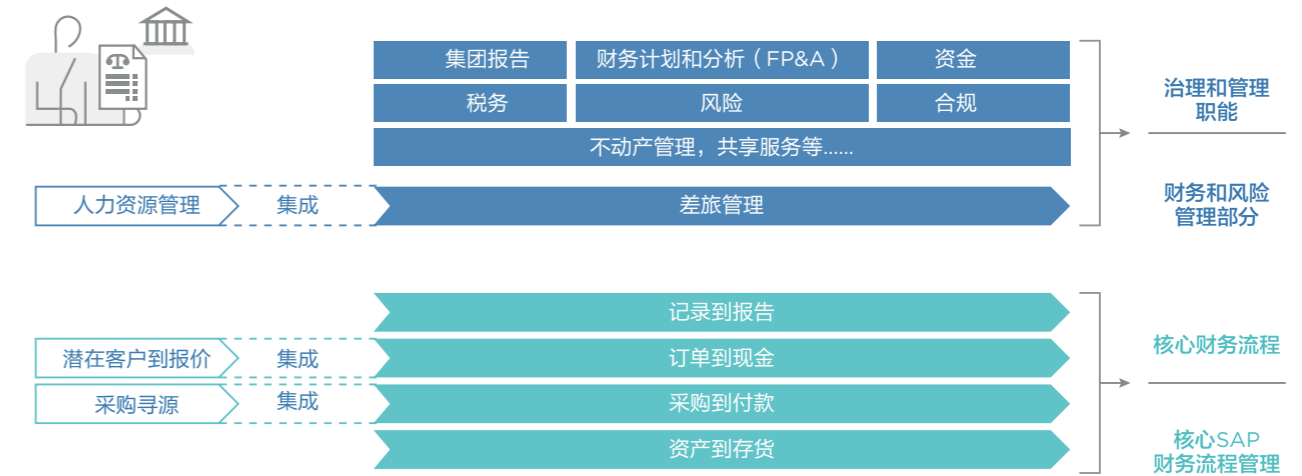 集团报告
财务计划和分析（FP&A）
资金
税务
风险
合规
不动产管理，共享服务等......
人力资源管理
集成
差旅管理
治理和管理
职能
财务和风险
管理部分
记录到报告
潜在客户到报价
集成
订单到现金
采购寻源
集成
采购到付款
资产到存货
核心财务流程
核心SAP
财务流程管理